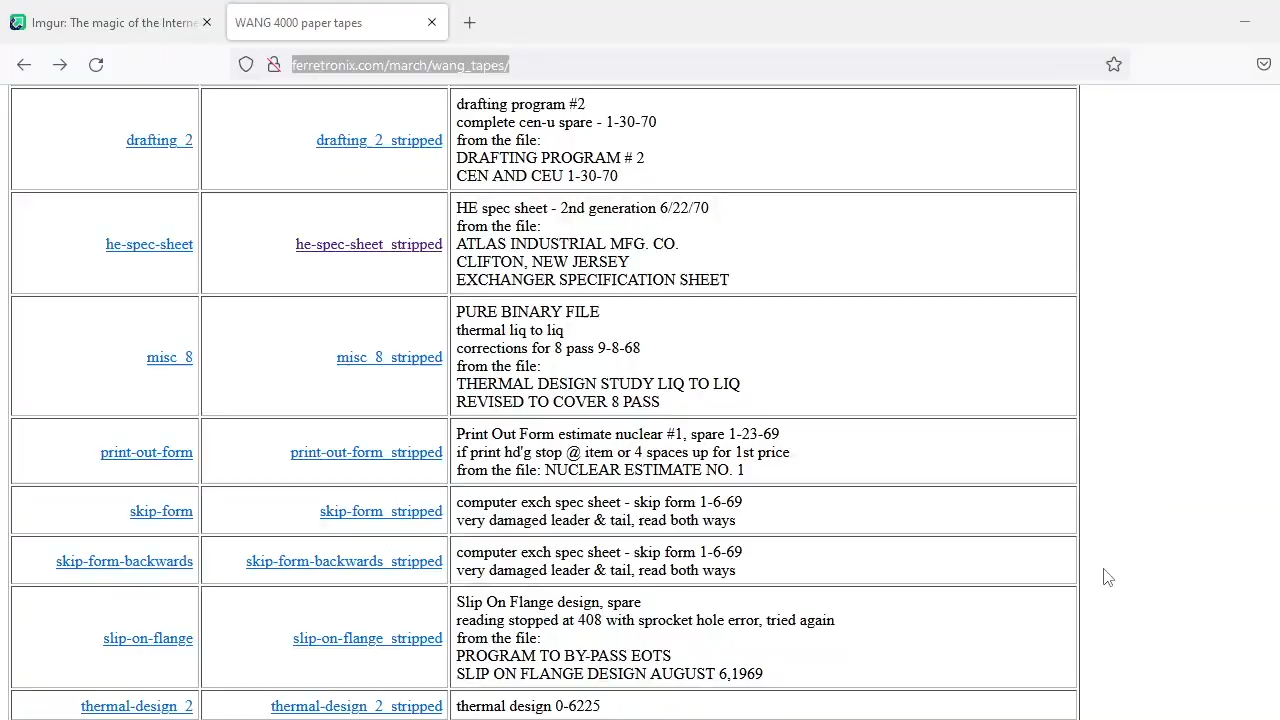 Imgur: The magic of the Interne
WANG 4000 paper tapes
ferretronix.com/march/wang_tapes/
drafting_2
drafting_2_stripped
drafting program #2
complete cen-u spare - 1-30-70
from the file:
DRAFTING PROGRAM # 2
CEN AND CEU 1-30-70
he-spec-sheet
he-spec-sheet_stripped
HE spec sheet - 2nd generation 6/22/70
from the file:
ATLAS INDUSTRIAL MFG. CO.
CLIFTON, NEW JERSEY
EXCHANGER SPECIFICATION SHEET
misc_8
misc_8_stripped
PURE BINARY FILE
thermal liq to liq
corrections for 8 pass 9-8-68
from the file:
THERMAL DESIGN STUDY LIQ TO LIQ
REVISED TO COVER 8 PASS
print-out-form
print-out-form_stripped
Print Out Form estimate nuclear #1, spare 1-23-69
if print hd'g stop @ item or 4 spaces up for 1st price
from the file: NUCLEAR ESTIMATE NO. 1
skip-form
skip-form_stripped
computer exch spec sheet - skip form 1-6-69
very damaged leader & tail, read both ways
skip-form-backwards
skip-form-backwards_stripped
computer exch spec sheet - skip form 1-6-69
very damaged leader & tail, read both ways
slip-on-flange
slip-on-flange_stripped
Slip On Flange design, spare
reading stopped at 408 with sprocket hole error, tried again
from the file:
PROGRAM TO BY-PASS EOTS
SLIP ON FLANGE DESIGN AUGUST 6,1969
thermal-design_2
thermal-design_2_stripped
thermal design 0-6225